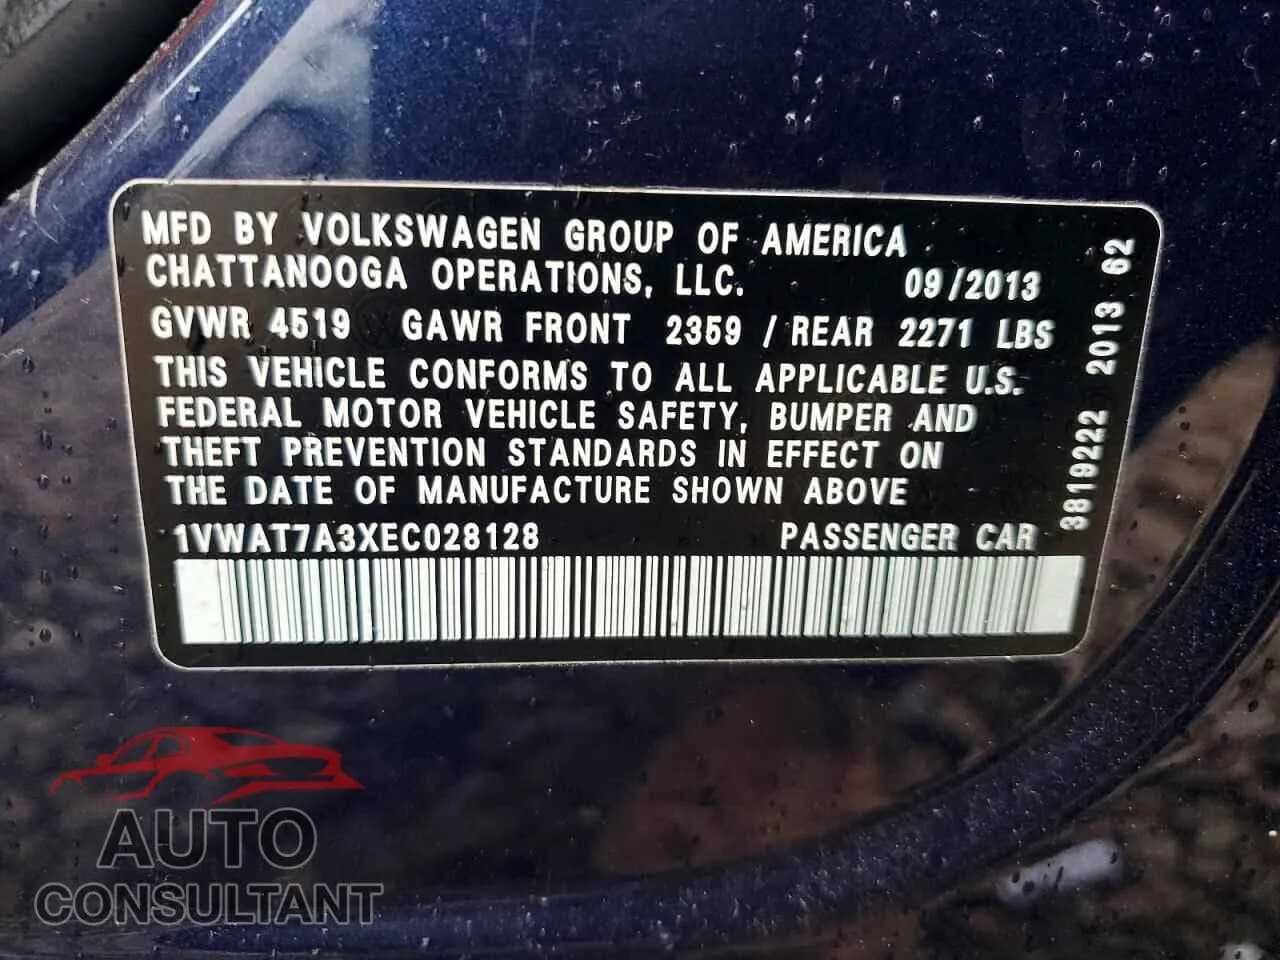 MFD BY VOLKSWAGEN GROUP OF AMERICA
CHATTANOOGA OPERATIONS, LLC. 09/2013
GVWR 4519 GAWR FRONT 2359 / REAR 2271 LBS
THIS VEHICLE CONFORMS TO ALL APPLICABLE U.S.
FEDERAL MOTOR VEHICLE SAFETY, BUMPER AND
THEFT PREVENTION STANDARDS IN EFFECT ON
THE DATE OF MANUFACTURE SHOWN ABOVE
1VWAT7A3XEC028128 PASSENGER CAR
3819222 2013 62
AUTO
CONSULTANT